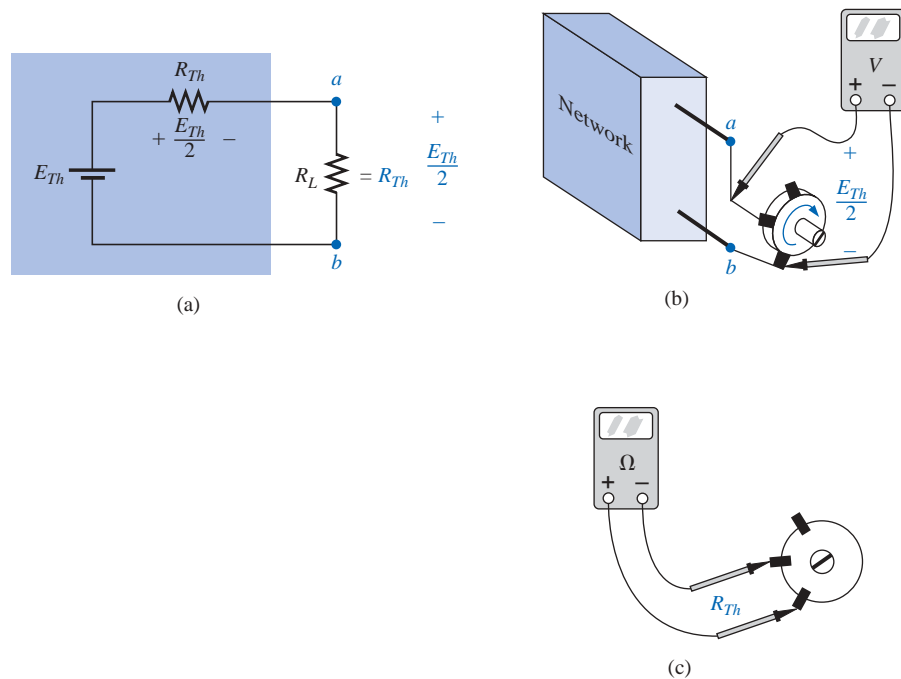 R_Th
+ E_Th/2 −
E_Th
a
R_L = R_Th
+
E_Th/2
−
b
(a)
Network
a
b
V
+ −
+
E_Th/2
−
(b)
Ω
+ −
R_Th
(c)